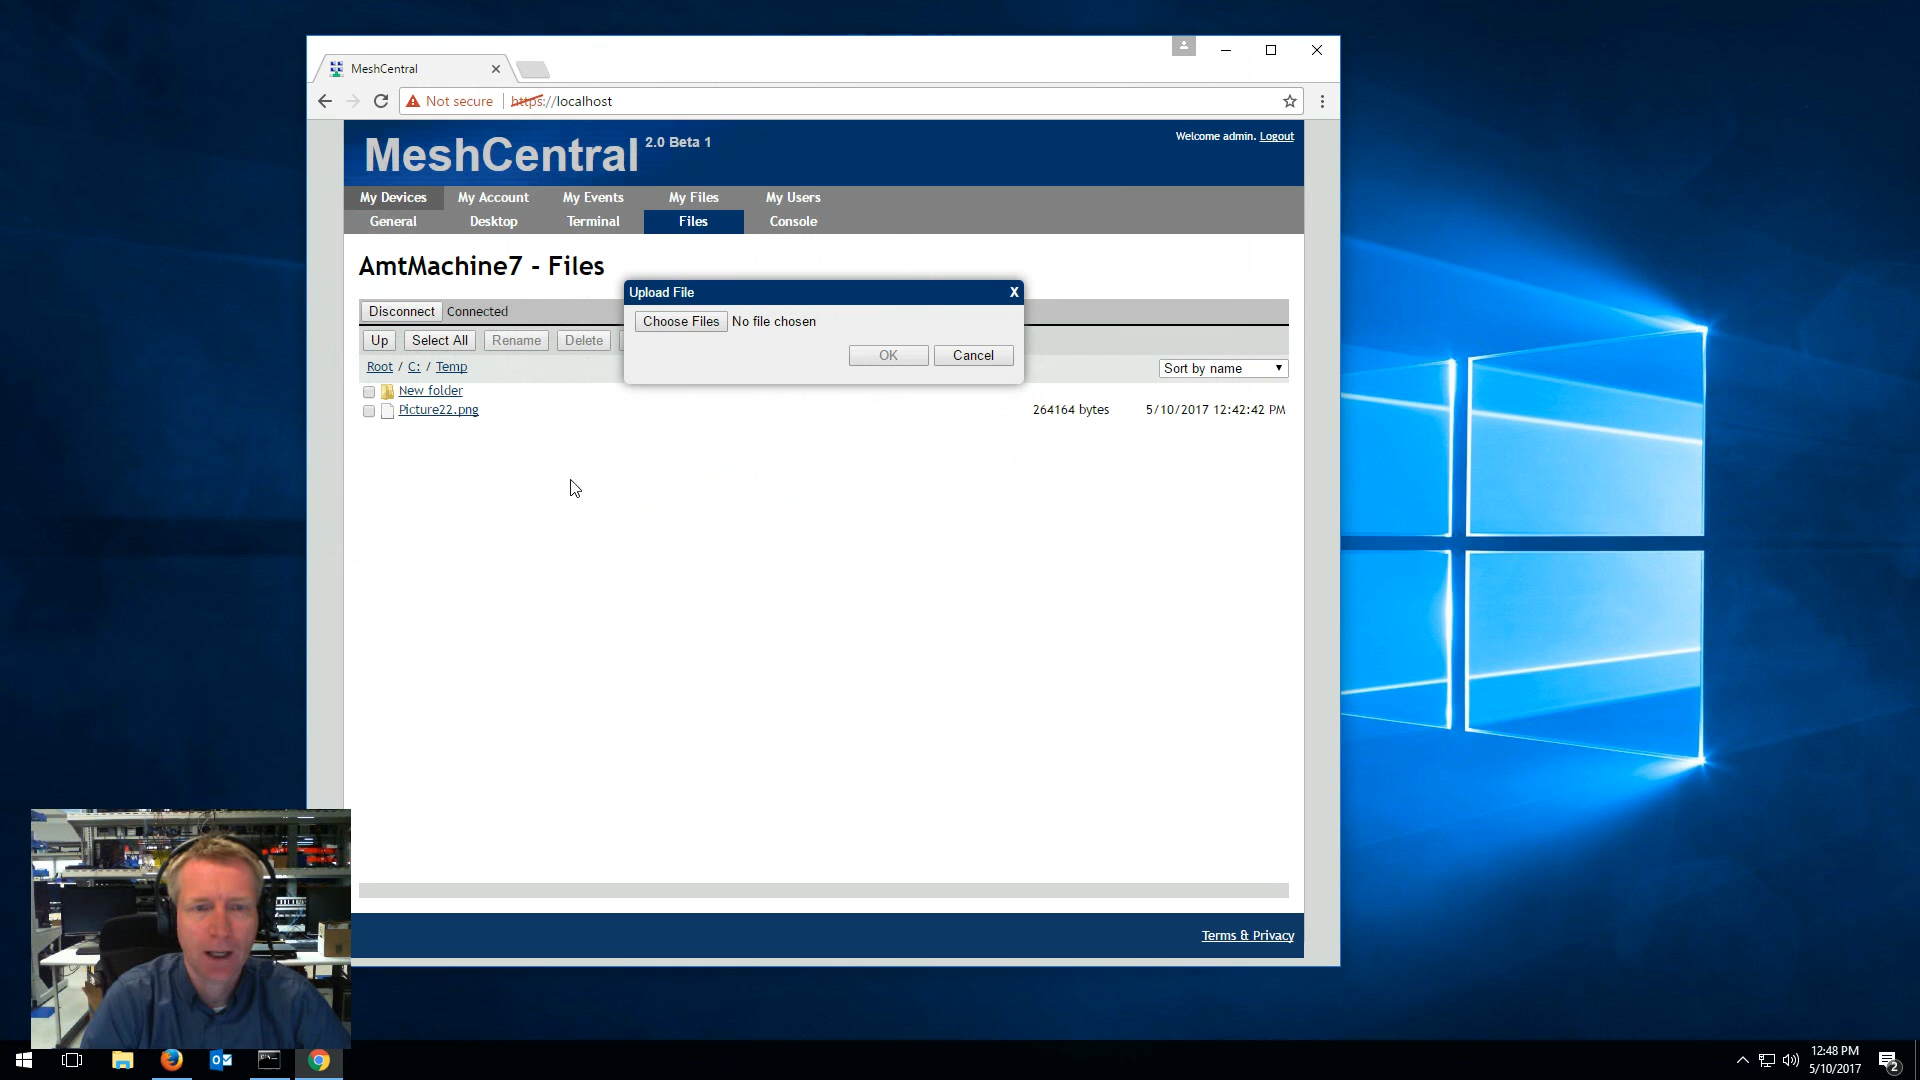 MeshCentral
Not secure
https://localhost
MeshCentral 2.0 Beta 1
Welcome admin. Logout
My Devices My Account My Events My Files My Users
General Desktop Terminal Files Console
AmtMachine7 - Files
Upload File X
Disconnect Connected
Choose Files No file chosen
Up Select All Rename Delete
OK Cancel
Root / C: / Temp
Sort by name
New folder
Picture22.png 264164 bytes 5/10/2017 12:42:42 PM
Terms & Privacy
12:48 PM
5/10/2017
2